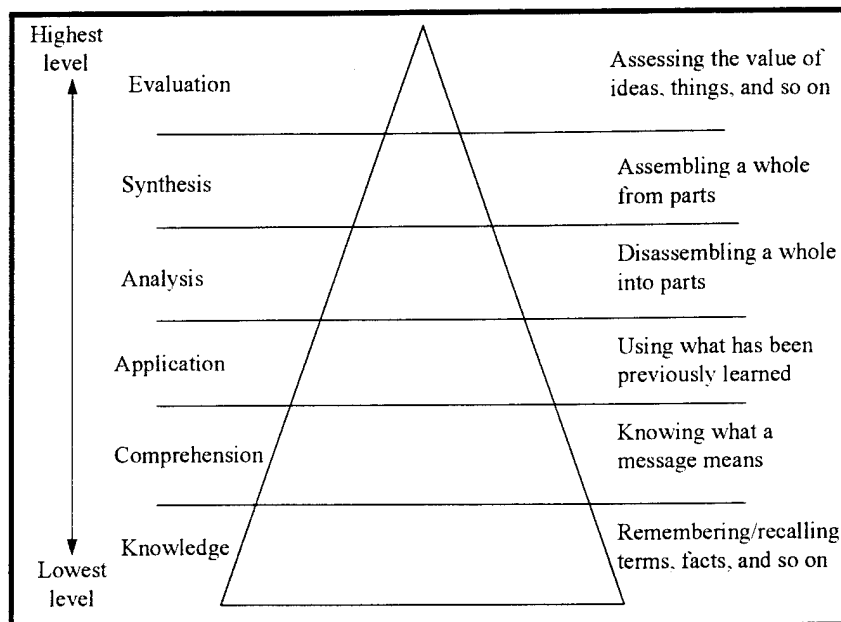 Highest
level
Evaluation
Assessing the value of
ideas, things, and so on
Synthesis
Assembling a whole
from parts
Analysis
Disassembling a whole
into parts
Application
Using what has been
previously learned
Comprehension
Knowing what a
message means
Knowledge
Remembering/recalling
terms, facts, and so on
Lowest
level